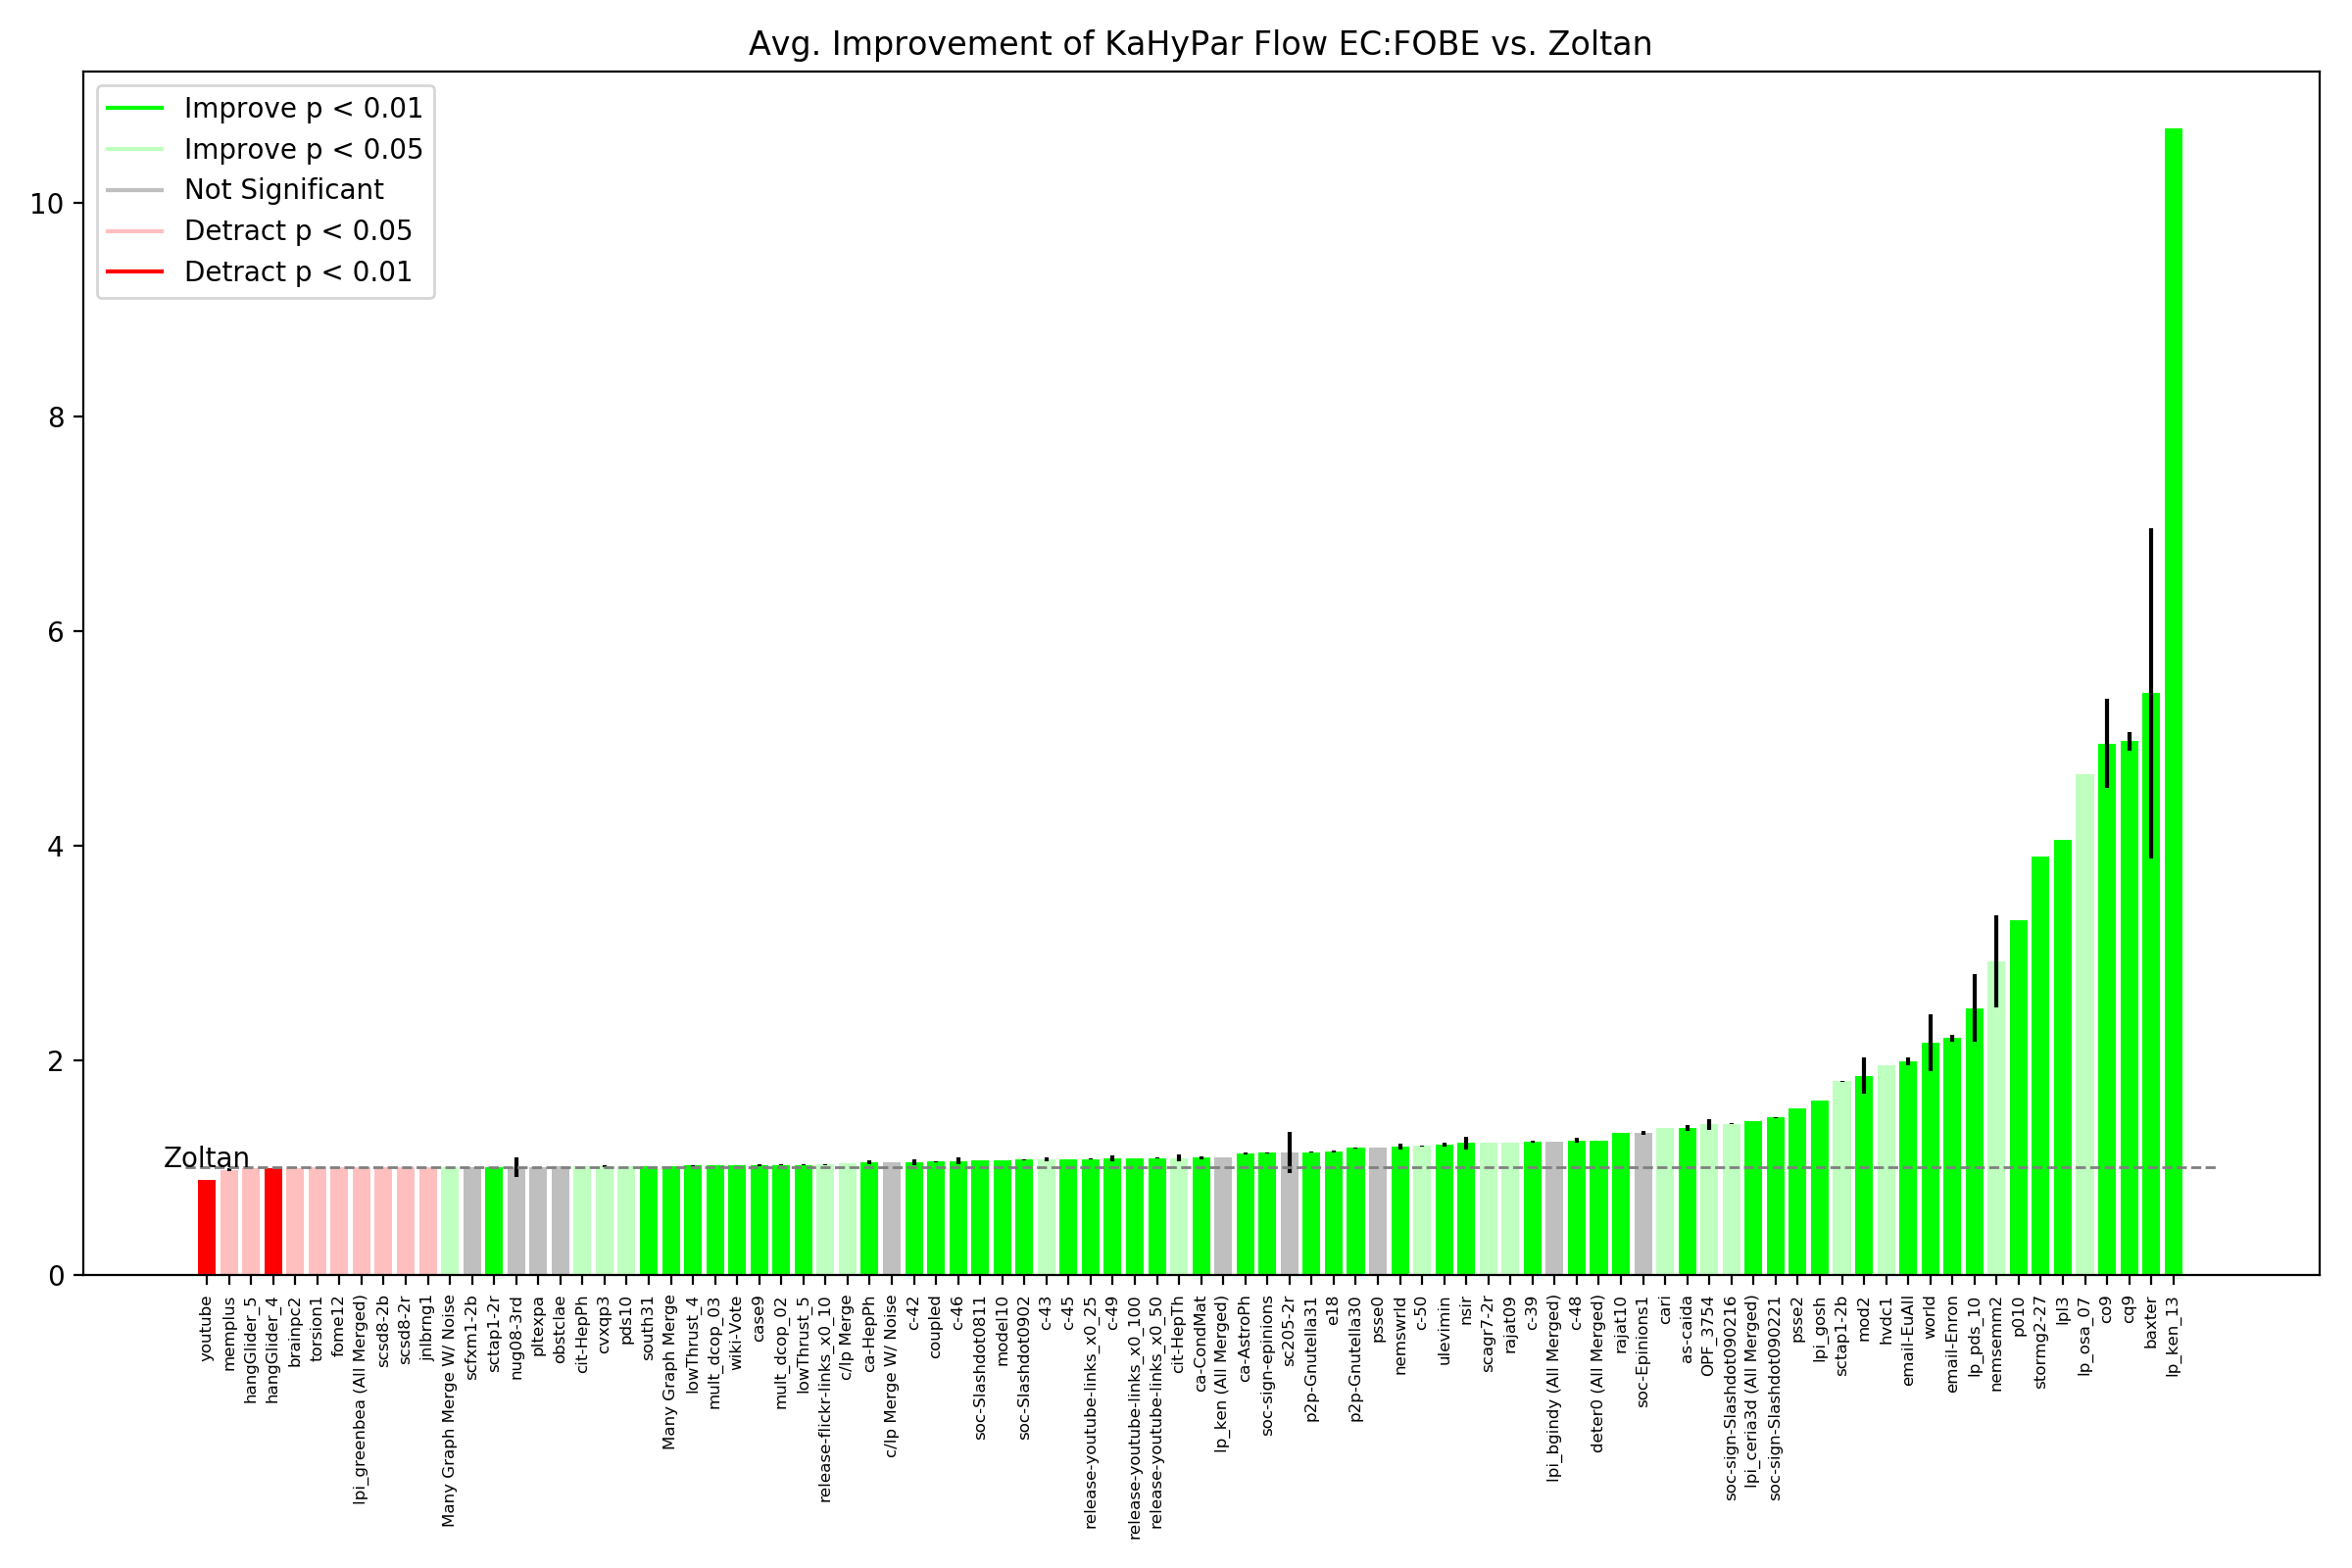 Avg. Improvement of KaHyPar Flow EC:FOBE vs. Zoltan
Improve p < 0.01
Improve p < 0.05
Not Significant
Detract p < 0.05
Detract p < 0.01
10
8
6
4
2
0
Zoltan
youtube
memplus
hangGlider_5
hangGlider_4
brainpc2
torsion1
fome12
lpi_greenbea (All Merged)
scsd8-2b
scsd8-2r
jnlbrng1
Many Graph Merge W/ Noise
scfxm1-2b
sctap1-2r
nug08-3rd
pltexpa
obstclae
cit-HepPh
cvxqp3
pds10
south31
Many Graph Merge
lowThrust_4
mult_dcop_03
wiki-Vote
case9
mult_dcop_02
lowThrust_5
release-flickr-links_x0_10
c/lp Merge
ca-HepPh
c/lp Merge W/ Noise
c-42
coupled
c-46
soc-Slashdot0811
model10
soc-Slashdot0902
c-43
c-45
release-youtube-links_x0_25
c-49
release-youtube-links_x0_100
release-youtube-links_x0_50
cit-HepTh
ca-CondMat
lp_ken (All Merged)
ca-AstroPh
soc-sign-epinions
sc205-2r
p2p-Gnutella31
e18
p2p-Gnutella30
psse0
nemswrld
c-50
ulevimin
nsir
scagr7-2r
rajat09
c-39
lpi_bgindy (All Merged)
c-48
deter0 (All Merged)
rajat10
soc-Epinions1
cari
as-caida
OPF_3754
soc-sign-Slashdot090216
lpi_ceria3d (All Merged)
soc-sign-Slashdot090221
psse2
lpi_gosh
sctap1-2b
mod2
hvdc1
email-EuAll
world
email-Enron
lp_pds_10
nemsemm2
p010
stormg2-27
lpl3
lp_osa_07
co9
cq9
baxter
lp_ken_13